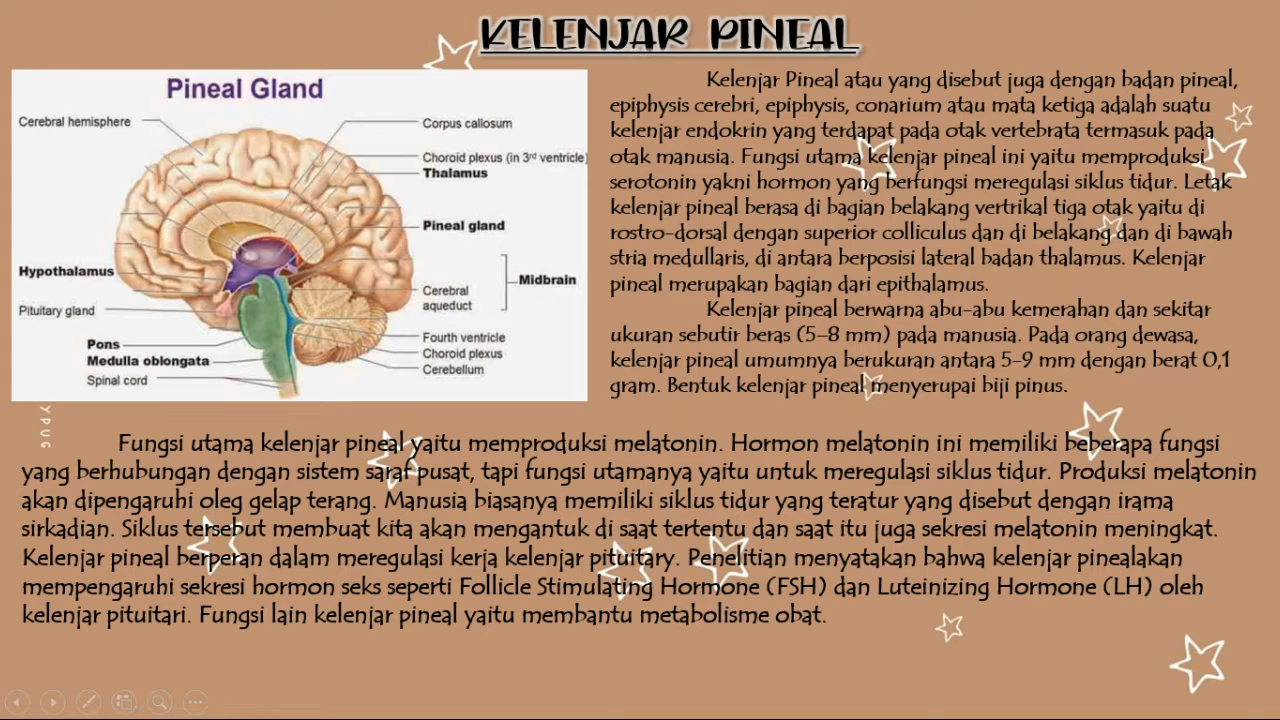 KELENJAR PINEAL
Pineal Gland
Cerebral hemisphere
Corpus callosum
Choroid plexus (in 3rd ventricle)
Thalamus
Pineal gland
Hypothalamus
Midbrain
Cerebral
aqueduct
Pituitary gland
Fourth ventricle
Pons
Choroid plexus
Medulla oblongata
Cerebellum
Spinal cord
Kelenjar Pineal atau yang disebut juga dengan badan pineal,
epiphysis cerebri, epiphysis, conarium atau mata ketiga adalah suatu
kelenjar endokrin yang terdapat pada otak vertebrata termasuk pada
otak manusia. Fungsi utama kelenjar pineal ini yaitu memproduksi
serotonin yakni hormon yang berfungsi meregulasi siklus tidur. Letak
kelenjar pineal berasa di bagian belakang vertrikal tiga otak yaitu di
rostro-dorsal dengan superior colliculus dan di belakang dan di bawah
stria medullaris, di antara berposisi lateral badan thalamus. Kelenjar
pineal merupakan bagian dari epithalamus.
Kelenjar pineal berwarna abu-abu kemerahan dan sekitar
ukuran sebutir beras (5-8 mm) pada manusia. Pada orang dewasa,
kelenjar pineal umumnya berukuran antara 5-9 mm dengan berat 0,1
gram. Bentuk kelenjar pineal menyerupai biji pinus.
YPUG
Fungsi utama kelenjar pineal yaitu memproduksi melatonin. Hormon melatonin ini memiliki beberapa fungsi
yang berhubungan dengan sistem saraf pusat, tapi fungsi utamanya yaitu untuk meregulasi siklus tidur. Produksi melatonin
akan dipengaruhi oleg gelap terang. Manusia biasanya memiliki siklus tidur yang teratur yang disebut dengan irama
sirkadian. Siklus tersebut membuat kita akan mengantuk di saat tertentu dan saat itu juga sekresi melatonin meningkat.
Kelenjar pineal berperan dalam meregulasi kerja kelenjar pituitary. Penelitian menyatakan bahwa kelenjar pinealakan
mempengaruhi sekresi hormon seks seperti Follicle Stimulating Hormone (FSH) dan Luteinizing Hormone (LH) oleh
kelenjar pituitari. Fungsi lain kelenjar pineal yaitu membantu metabolisme obat.